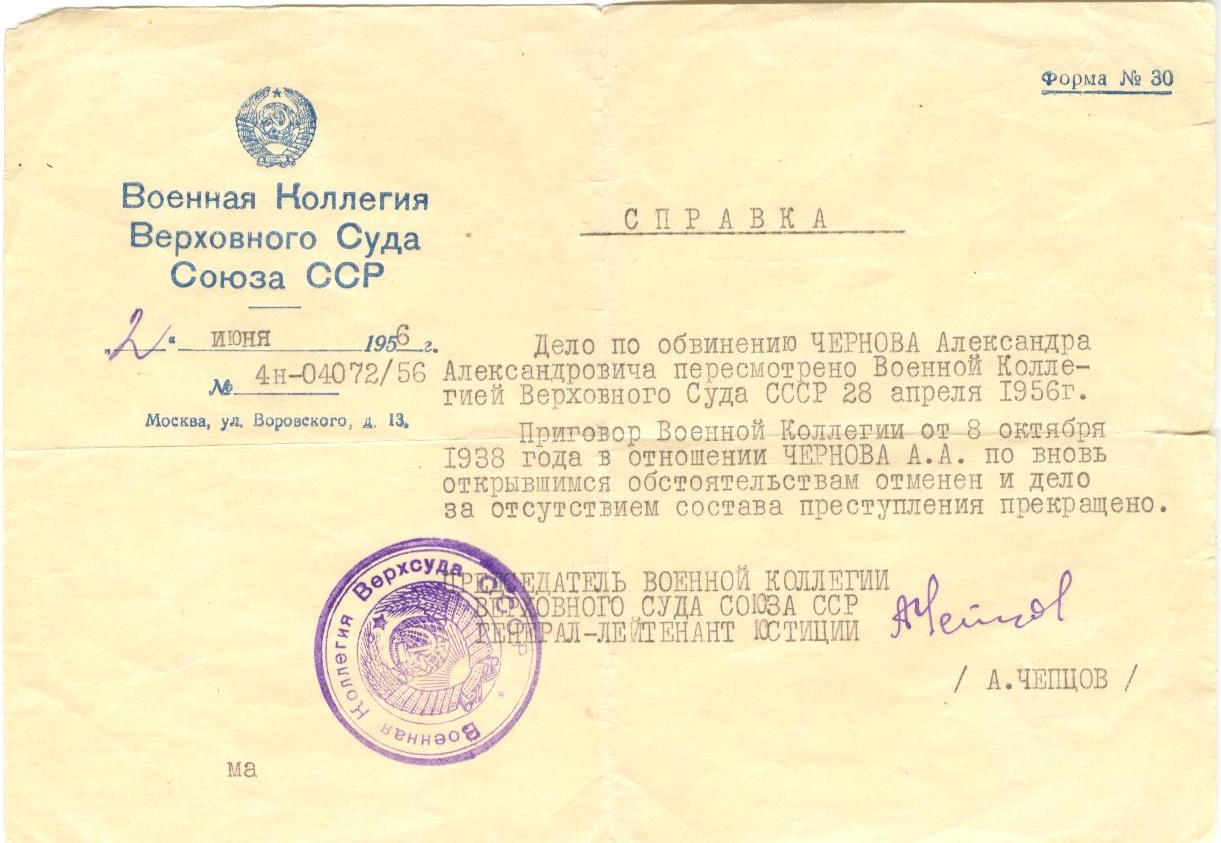 Форма № 30
Военная Коллегия
Верховного Суда
Союза ССР
„2“ июня 1956 г.
№ 4н-04072/56
Москва, ул. Воровского, д. 13.
СПРАВКА
Дело по обвинению ЧЕРНОВА Александра
Александровича пересмотрено Военной Колле-
гией Верховного Суда СССР 28 апреля 1956г.
Приговор Военной Коллегии от 8 октября
1938 года в отношении ЧЕРНОВА А.А. по вновь
открывшимся обстоятельствам отменен и дело
за отсутствием состава преступления прекращено.
ПРЕДСЕДАТЕЛЬ ВОЕННОЙ КОЛЛЕГИИ
ВЕРХОВНОГО СУДА СОЮЗА ССР
ГЕНЕРАЛ-ЛЕЙТЕНАНТ ЮСТИЦИИ
АЧепцов
/ А.ЧЕПЦОВ /
Военная Коллегия Верхсуда СССР
ма